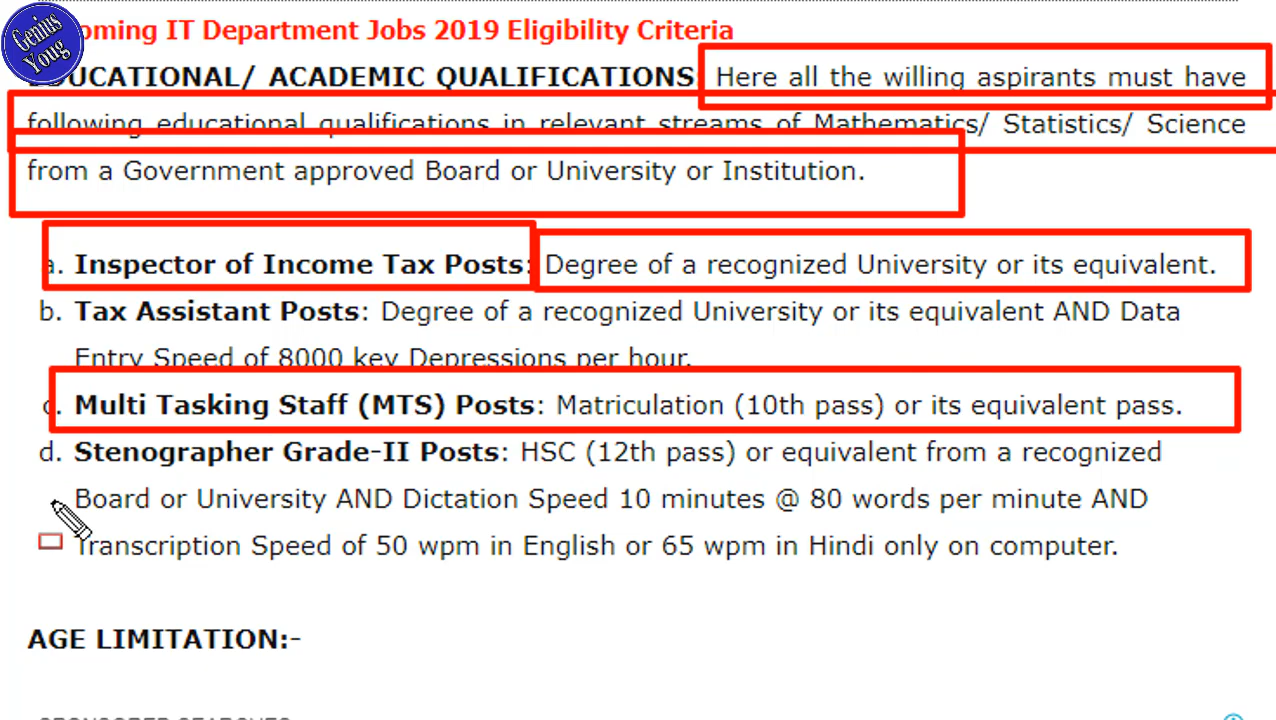 Genius
Youg
oming IT Department Jobs 2019 Eligibility Criteria
EDUCATIONAL/ ACADEMIC QUALIFICATIONS: Here all the willing aspirants must have
following educational qualifications in relevant streams of Mathematics/ Statistics/ Science
from a Government approved Board or University or Institution.
a. Inspector of Income Tax Posts: Degree of a recognized University or its equivalent.
b. Tax Assistant Posts: Degree of a recognized University or its equivalent AND Data
Entry Speed of 8000 key Depressions per hour.
c. Multi Tasking Staff (MTS) Posts: Matriculation (10th pass) or its equivalent pass.
d. Stenographer Grade-II Posts: HSC (12th pass) or equivalent from a recognized
Board or University AND Dictation Speed 10 minutes @ 80 words per minute AND
Transcription Speed of 50 wpm in English or 65 wpm in Hindi only on computer.
AGE LIMITATION:-
SPONSORED SEARCHES